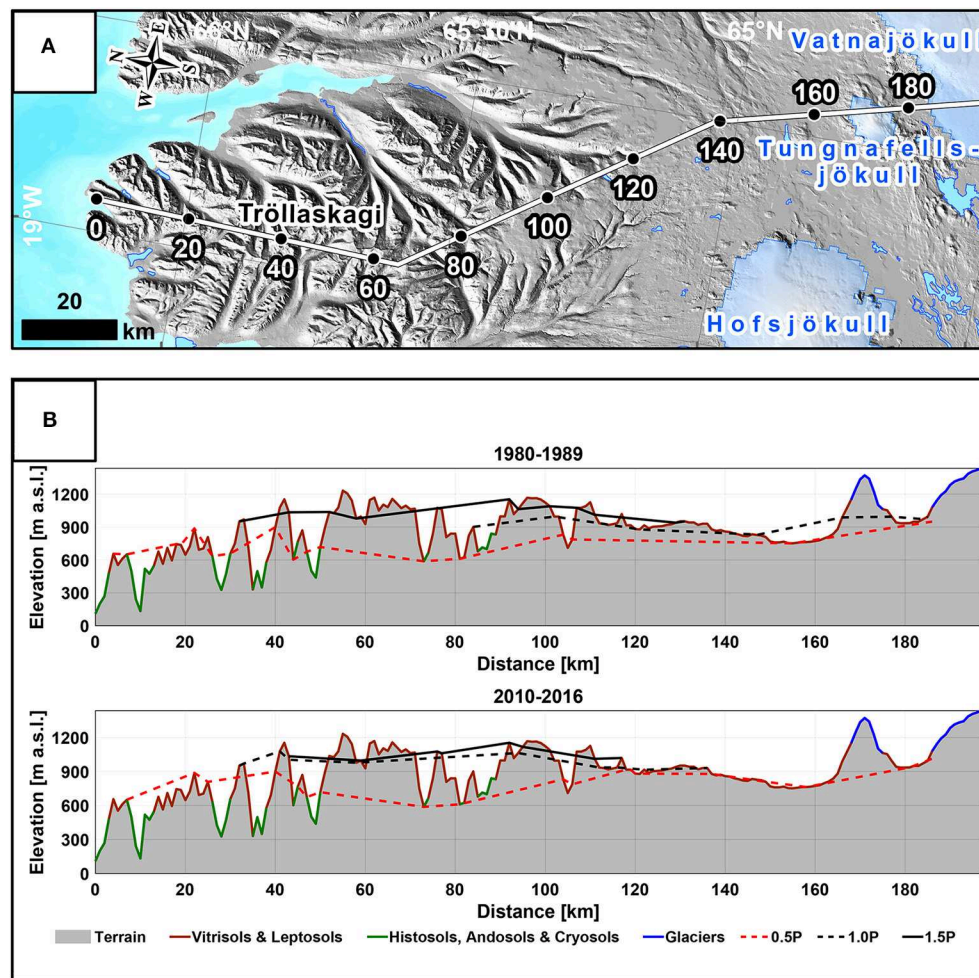 A
66°N
65°30'N
65°N
Vatnajökull
N
E
S
W
160
180
140
Tungnafells-
jökull
120
19°W
100
Tröllaskagi
0
20
40
60
80
20
km
Hofsjökull
B
1980-1989
Elevation [m a.s.l.]
1200
900
600
300
0
0 20 40 60 80 100 120 140 160 180
Distance [km]
2010-2016
Elevation [m a.s.l.]
1200
900
600
300
0
0 20 40 60 80 100 120 140 160 180
Distance [km]
Terrain Vitrisols & Leptosols Histosols, Andosols & Cryosols Glaciers 0.5P 1.0P 1.5P